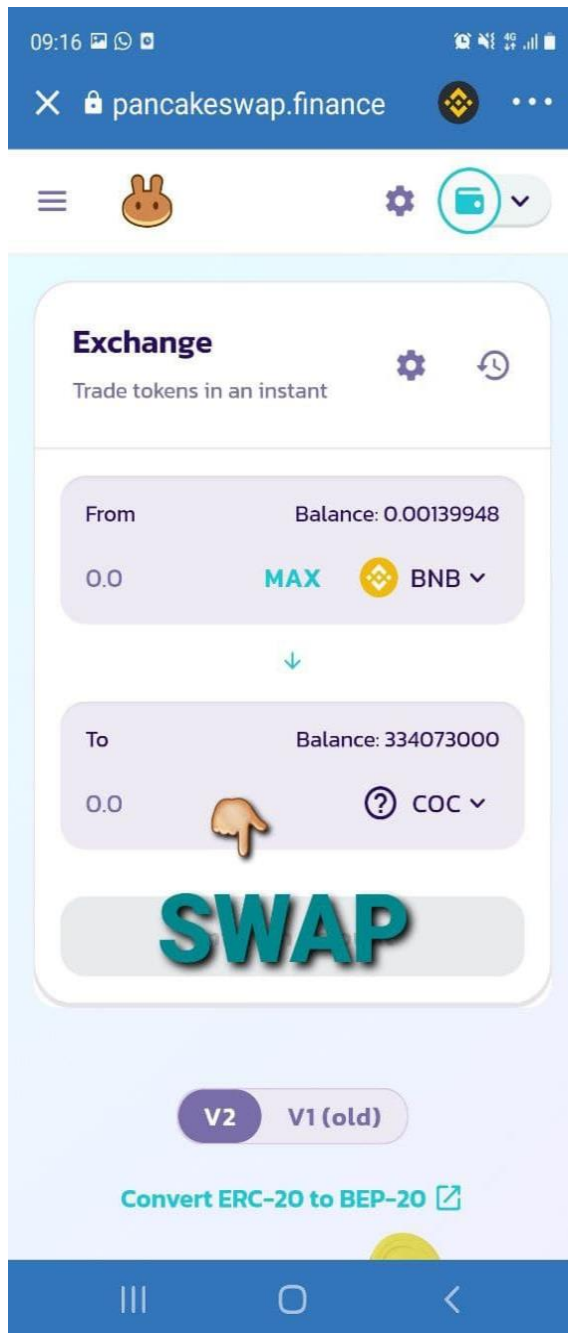 09:16
4G
pancakeswap.finance
Exchange
Trade tokens in an instant
From Balance: 0.00139948
0.0 MAX BNB
To Balance: 334073000
0.0 COC
SWAP
V2 V1 (old)
Convert ERC-20 to BEP-20